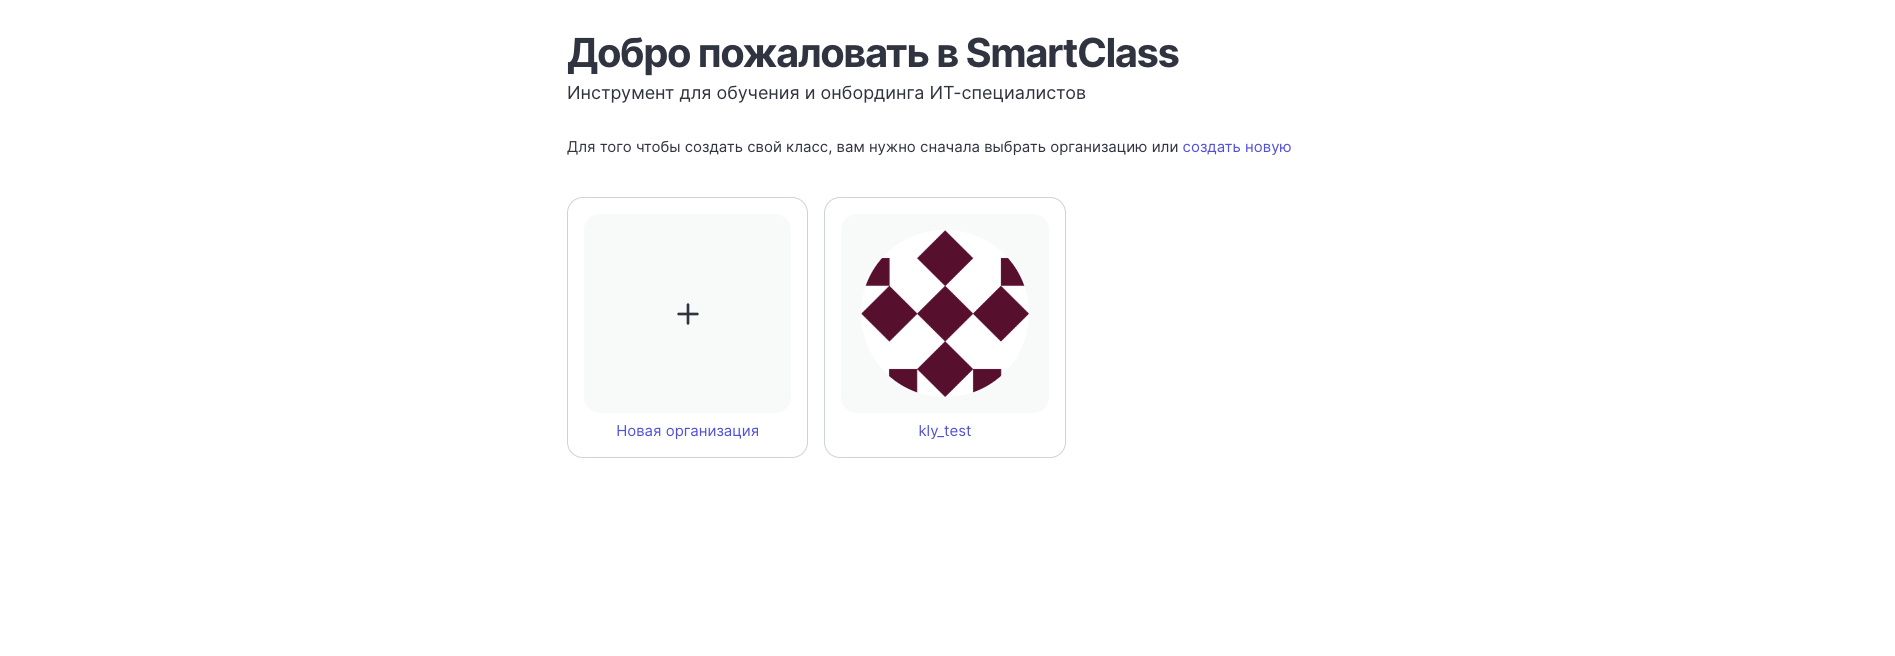 Добро пожаловать в SmartClass
Инструмент для обучения и онбординга ИТ-специалистов
Для того чтобы создать свой класс, вам нужно сначала выбрать организацию или создать новую
Новая организация
kly_test